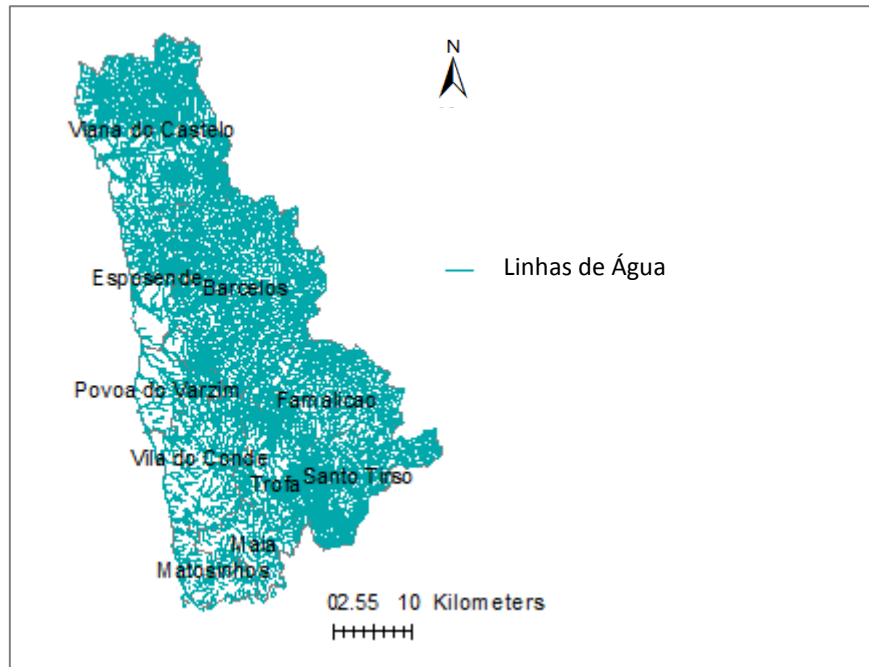 N
Viana do Castelo
Esposende
Barcelos
Linhas de Água
Povoa do Varzim
Famalicao
Vila do Conde
Trofa
Santo Tirso
Maia
Matosinhos
02.55 10 Kilometers